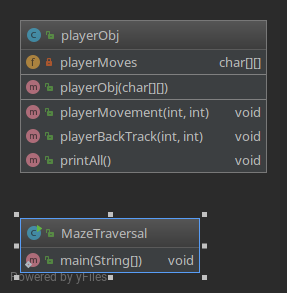 playerObj
playerMoves char[][]
playerObj(char[][])
playerMovement(int, int) void
playerBackTrack(int, int) void
printAll() void
MazeTraversal
main(String[]) void
Powered by yFiles